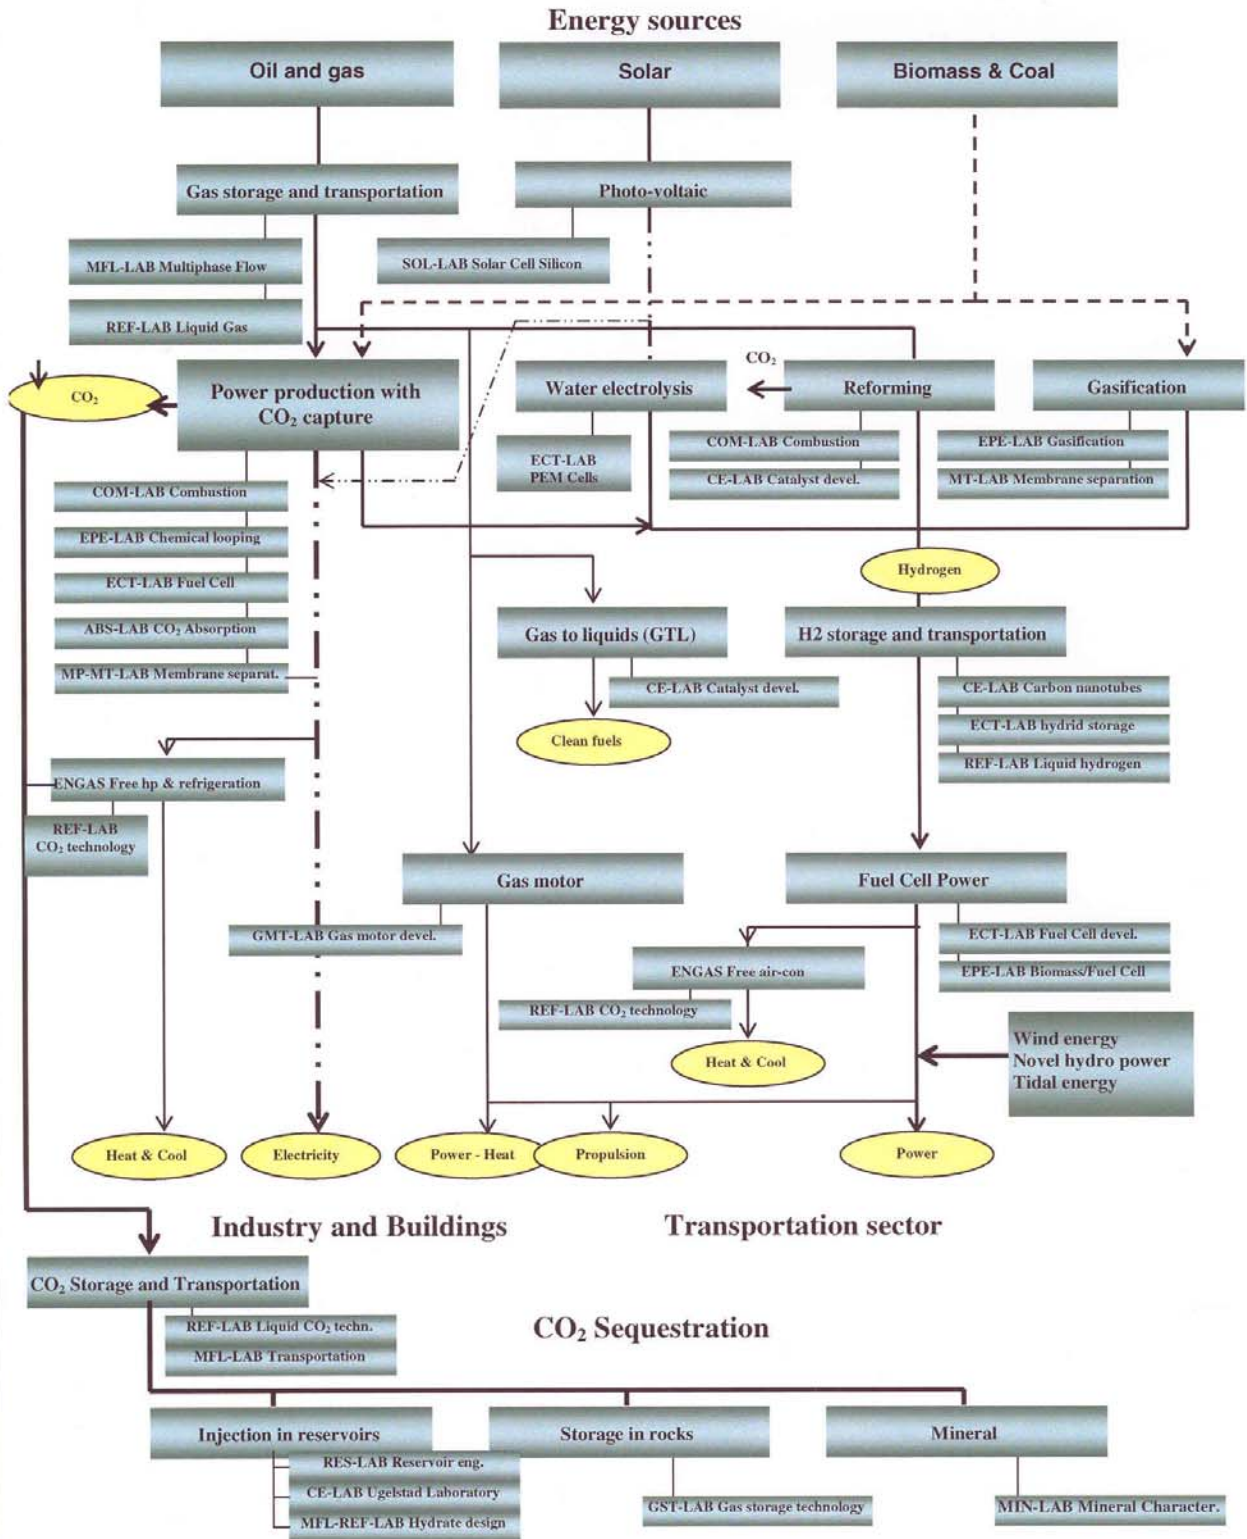 Energy sources
Oil and gas
Solar
Biomass & Coal
Gas storage and transportation
Photo-voltaic
MFL-LAB Multiphase Flow
SOL-LAB Solar Cell Silicon
REF-LAB Liquid Gas
CO₂
Power production with
CO₂ capture
Water electrolysis
CO₂
Reforming
Gasification
ECT-LAB
PEM Cells
COM-LAB Combustion
CE-LAB Catalyst devel.
EPE-LAB Gasification
MT-LAB Membrane separation
COM-LAB Combustion
EPE-LAB Chemical looping
ECT-LAB Fuel Cell
ABS-LAB CO₂ Absorption
MP-MT-LAB Membrane separat.
Hydrogen
Gas to liquids (GTL)
H2 storage and transportation
CE-LAB Catalyst devel.
CE-LAB Carbon nanotubes
ECT-LAB hydrid storage
REF-LAB Liquid hydrogen
Clean fuels
ENGAS Free hp & refrigeration
REF-LAB
CO₂ technology
Gas motor
Fuel Cell Power
GMT-LAB Gas motor devel.
ECT-LAB Fuel Cell devel.
EPE-LAB Biomass/Fuel Cell
ENGAS Free air-con
REF-LAB CO₂ technology
Heat & Cool
Wind energy
Novel hydro power
Tidal energy
Heat & Cool
Electricity
Power - Heat
Propulsion
Power
Industry and Buildings
Transportation sector
CO₂ Storage and Transportation
REF-LAB Liquid CO₂ techn.
MFL-LAB Transportation
CO₂ Sequestration
Injection in reservoirs
Storage in rocks
Mineral
RES-LAB Reservoir eng.
CE-LAB Ugelstad Laboratory
MFL-REF-LAB Hydrate design
GST-LAB Gas storage technology
MIN-LAB Mineral Character.